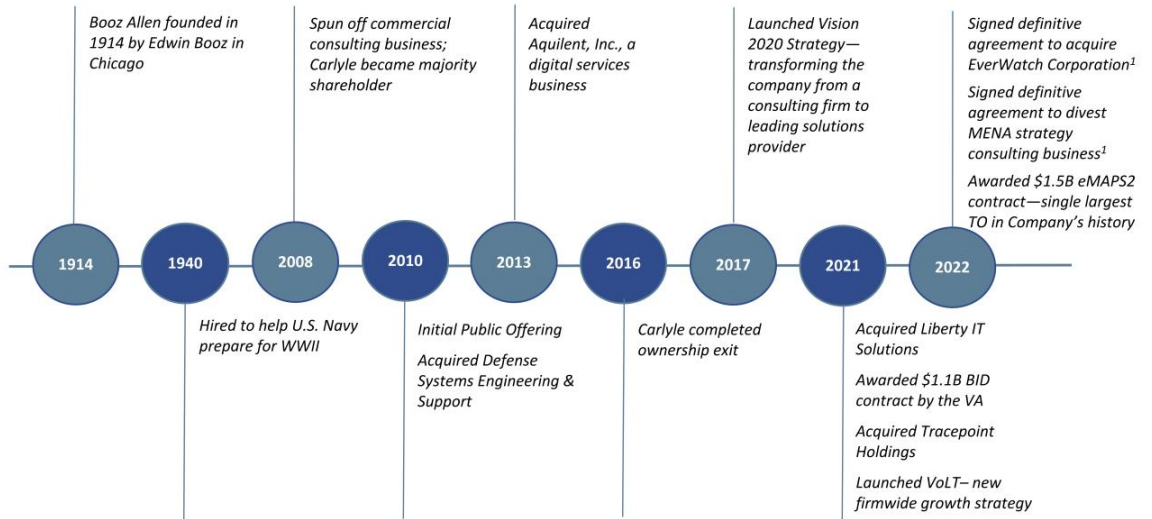 Booz Allen founded in
1914 by Edwin Booz in
Chicago
Spun off commercial
consulting business;
Carlyle became majority
shareholder
Acquired
Aquilent, Inc., a
digital services
business
Launched Vision
2020 Strategy—
transforming the
company from a
consulting firm to
leading solutions
provider
Signed definitive
agreement to acquire
EverWatch Corporation¹
Signed definitive
agreement to divest
MENA strategy
consulting business¹
Awarded $1.5B eMAPS2
contract—single largest
TO in Company’s history
1914
1940
2008
2010
2013
2016
2017
2021
2022
Hired to help U.S. Navy
prepare for WWII
Initial Public Offering
Acquired Defense
Systems Engineering &
Support
Carlyle completed
ownership exit
Acquired Liberty IT
Solutions
Awarded $1.1B BID
contract by the VA
Acquired Tracepoint
Holdings
Launched VoLT– new
firmwide growth strategy